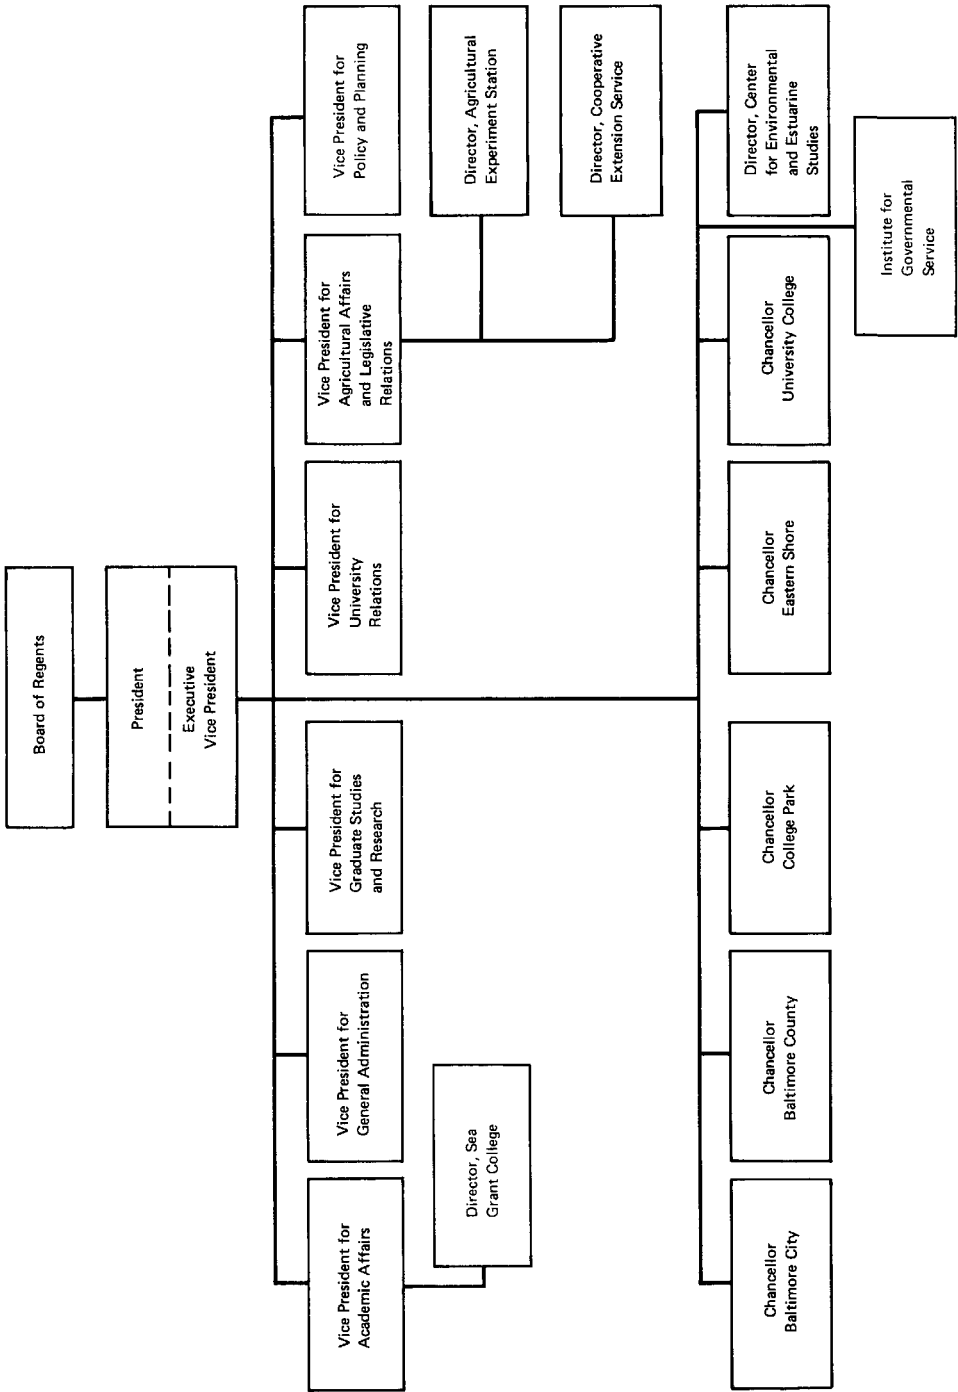 Board of Regents
President
Executive
Vice President
Vice President for
Academic Affairs
Vice President for
General Administration
Vice President for
Graduate Studies
and Research
Vice President for
University
Relations
Vice President for
Agricultural Affairs
and Legislative
Relations
Vice President for
Policy and Planning
Director, Sea
Grant College
Director, Agricultural
Experiment Station
Director, Cooperative
Extension Service
Chancellor
Baltimore City
Chancellor
Baltimore County
Chancellor
College Park
Chancellor
Eastern Shore
Chancellor
University College
Director, Center
for Environmental
and Estuarine
Studies
Institute for
Governmental
Service